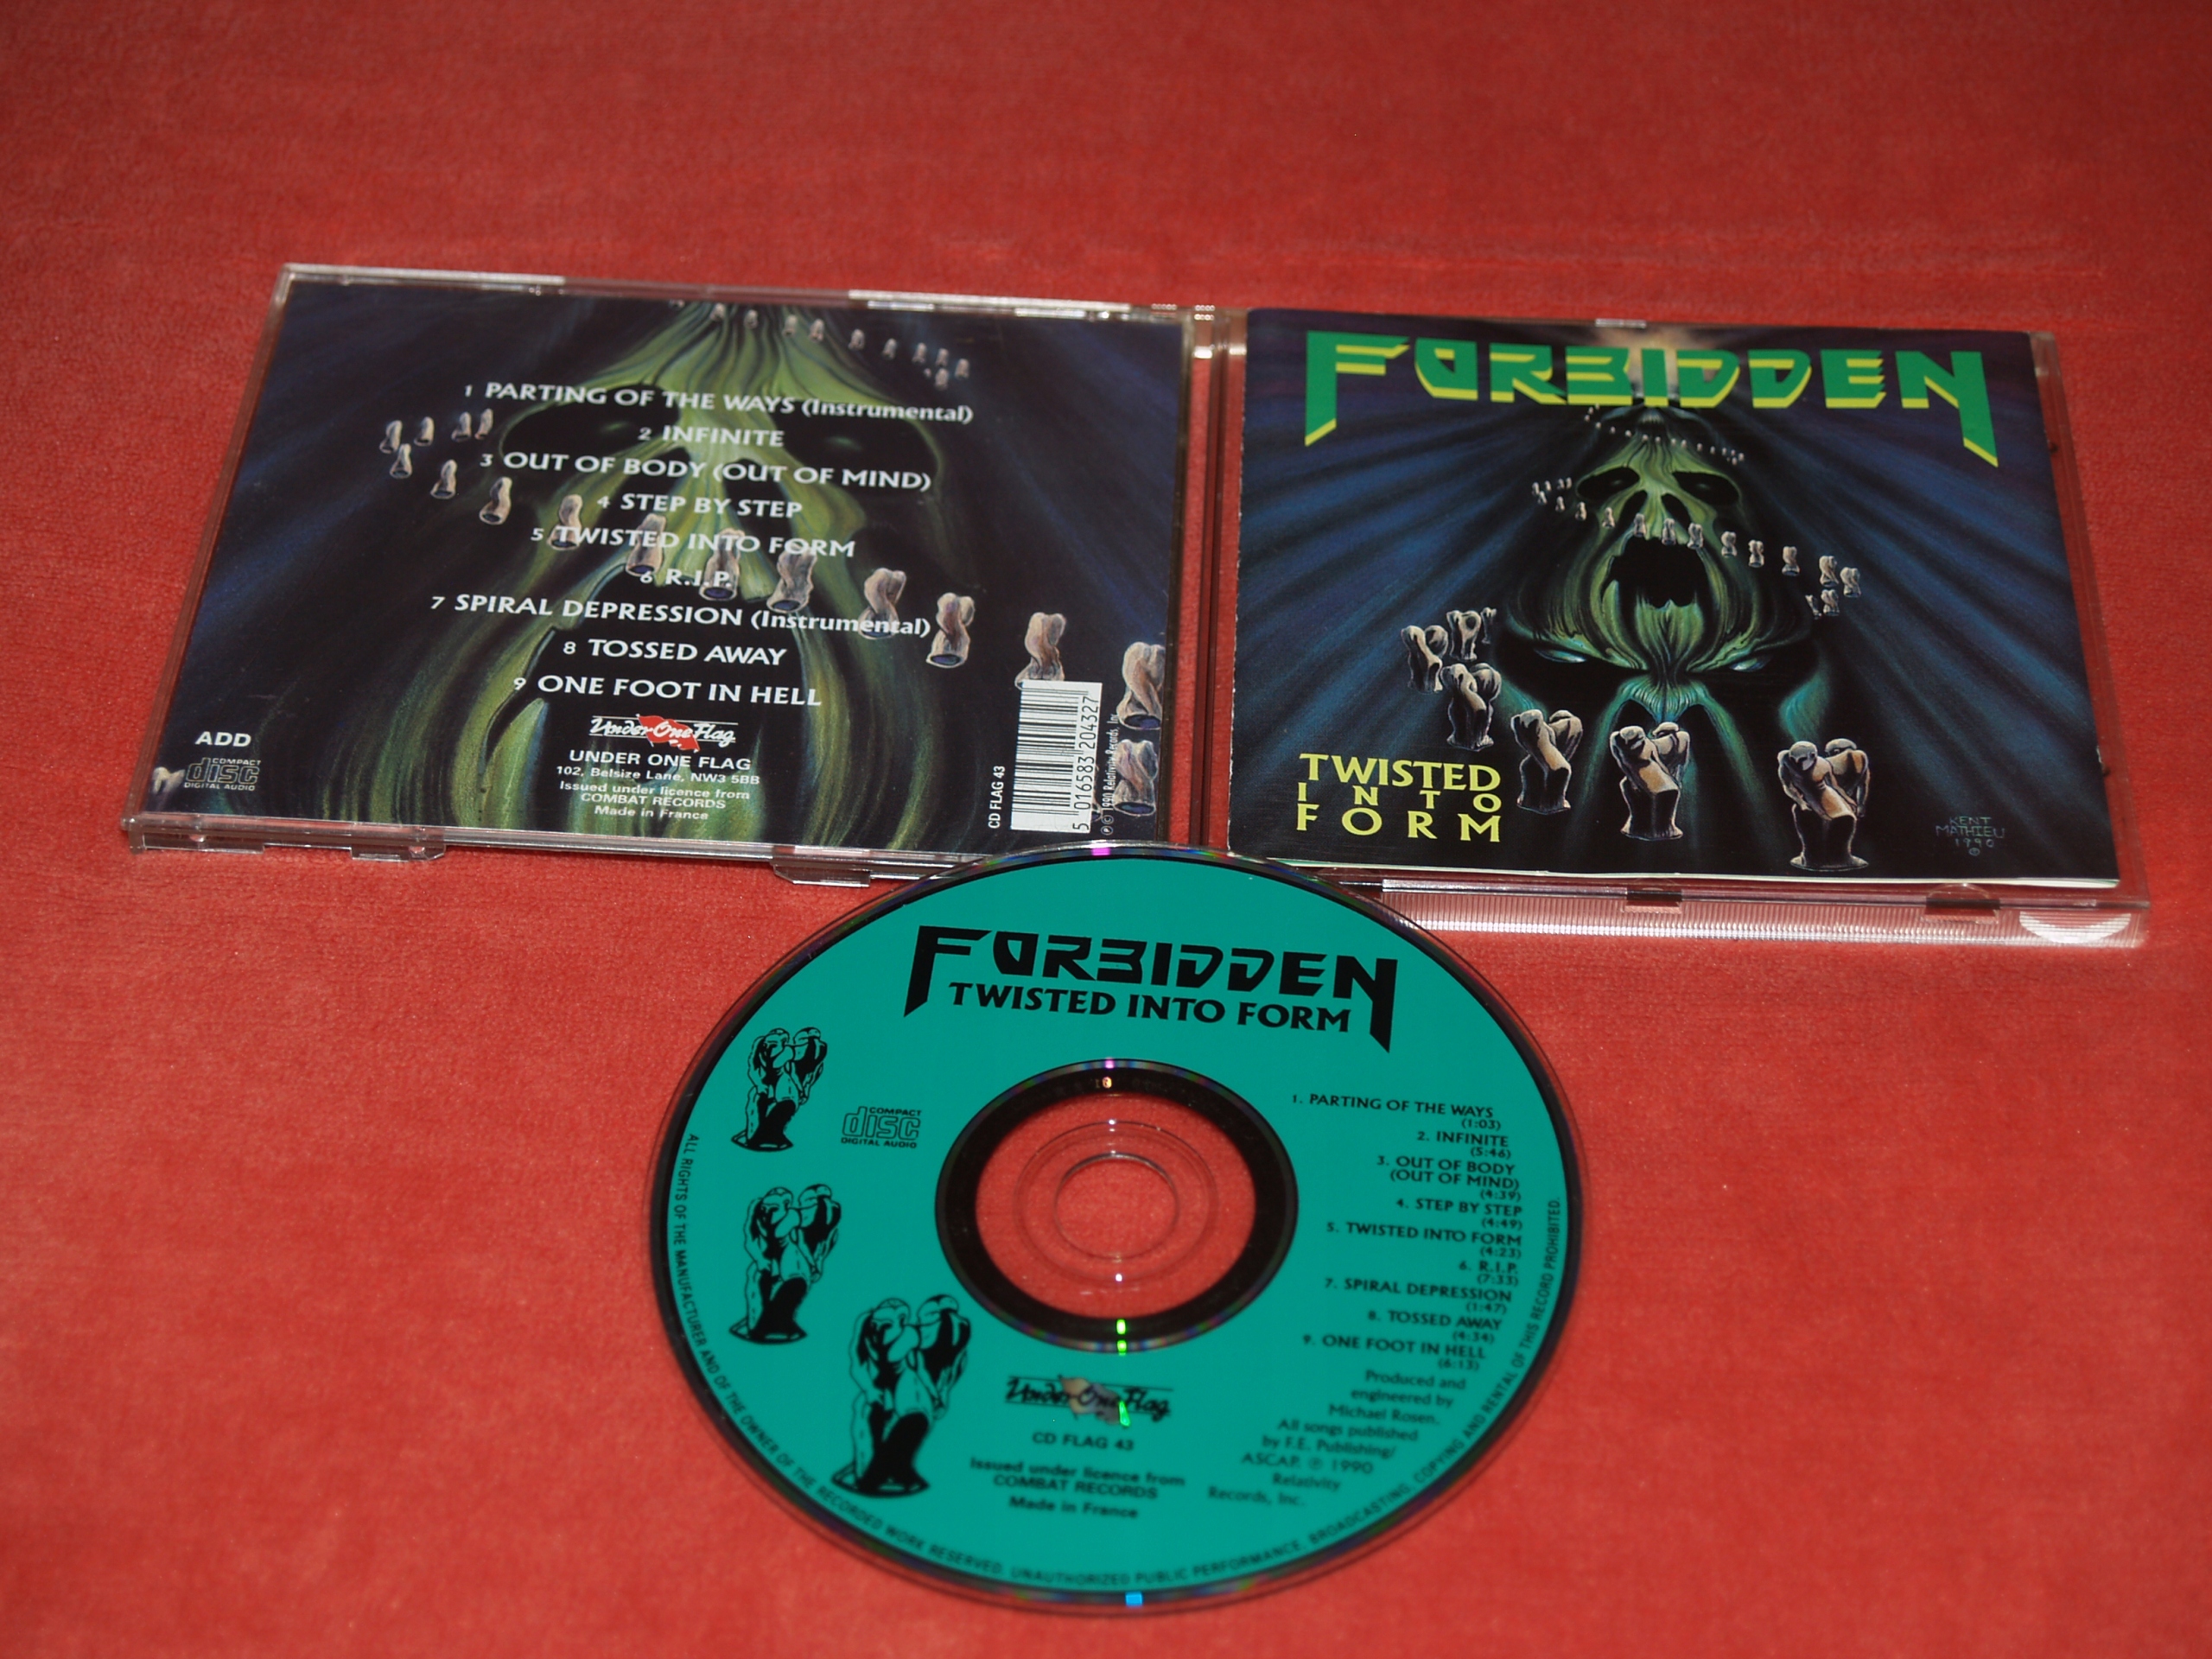 1 PARTING OF THE WAYS (Instrumental)
2 INFINITE
3 OUT OF BODY (OUT OF MIND)
4 STEP BY STEP
5 TWISTED INTO FORM
6 R.I.P.
7 SPIRAL DEPRESSION (Instrumental)
8 TOSSED AWAY
9 ONE FOOT IN HELL
Under One Flag
UNDER ONE FLAG
102, Belsize Lane, NW3 5BB
Issued under licence from
COMBAT RECORDS
Made in France
ADD
COMPACT
disc
DIGITAL AUDIO
CD FLAG 43
5 016583 204327
℗ © 1990 Relativity Records, Inc.
FORBIDDEN
TWISTED
INTO
FORM
KENT
MATHIEU
1990
©
FORBIDDEN
TWISTED INTO FORM
COMPACT
disc
DIGITAL AUDIO
1. PARTING OF THE WAYS
(1:03)
2. INFINITE
(5:46)
3. OUT OF BODY
(OUT OF MIND)
(4:39)
4. STEP BY STEP
(4:49)
5. TWISTED INTO FORM
(4:23)
6. R.I.P.
(7:33)
7. SPIRAL DEPRESSION
(1:47)
8. TOSSED AWAY
(4:34)
9. ONE FOOT IN HELL
(6:13)
Produced and
engineered by
Michael Rosen.
All songs published
by F.E. Publishing/
ASCAP. ℗ 1990
Relativity
Records, Inc.
Under One Flag
CD FLAG 43
Issued under licence from
COMBAT RECORDS
Made in France
ALL RIGHTS OF THE MANUFACTURER AND OF THE OWNER OF THE RECORDED WORK RESERVED. UNAUTHORIZED PUBLIC PERFORMANCE, BROADCASTING, COPYING AND RENTAL OF THIS RECORD PROHIBITED.